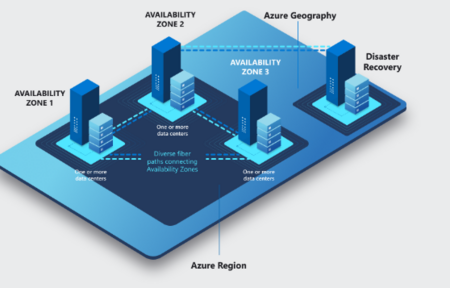 AVAILABILITY
ZONE 2
Azure Geography
AVAILABILITY
ZONE 3
Disaster
Recovery
AVAILABILITY
ZONE 1
One or more
data centers
Diverse fiber
paths connecting
Availability Zones
One or more
data centers
One or more
data centers
Azure Region